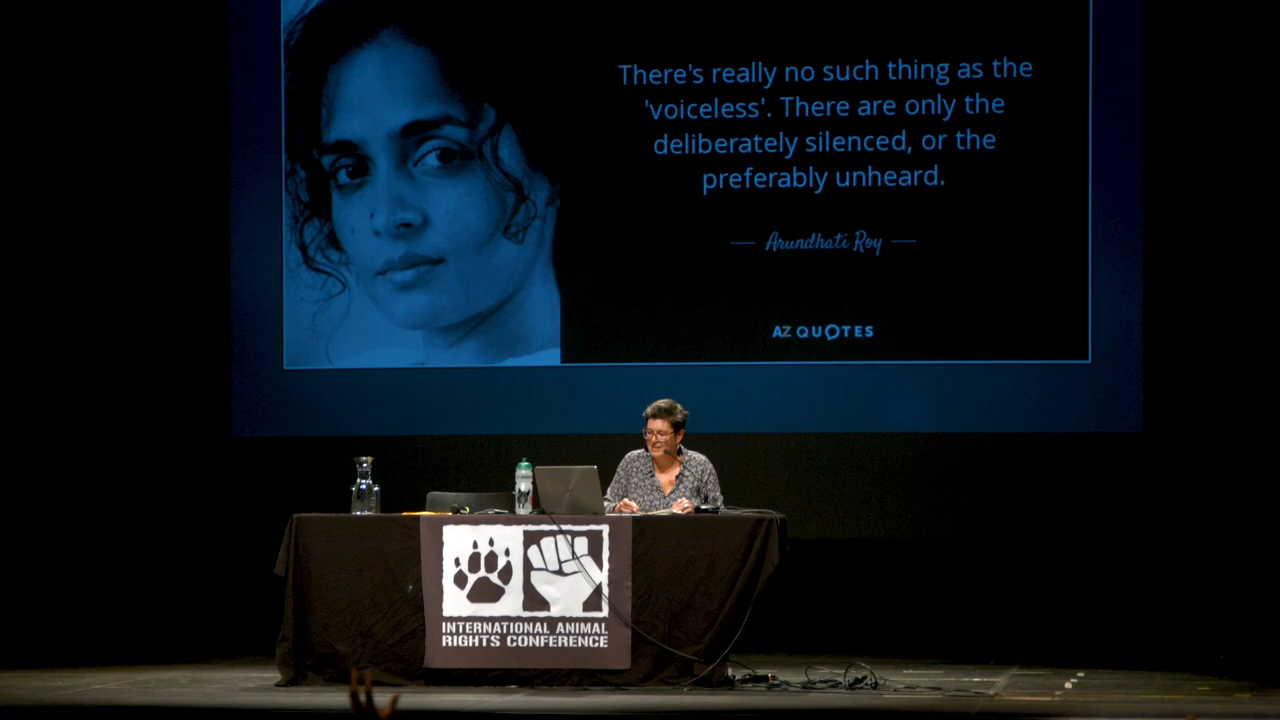 There's really no such thing as the
'voiceless'. There are only the
deliberately silenced, or the
preferably unheard.
Arundhati Roy
AZ QUOTES
INTERNATIONAL ANIMAL
RIGHTS CONFERENCE